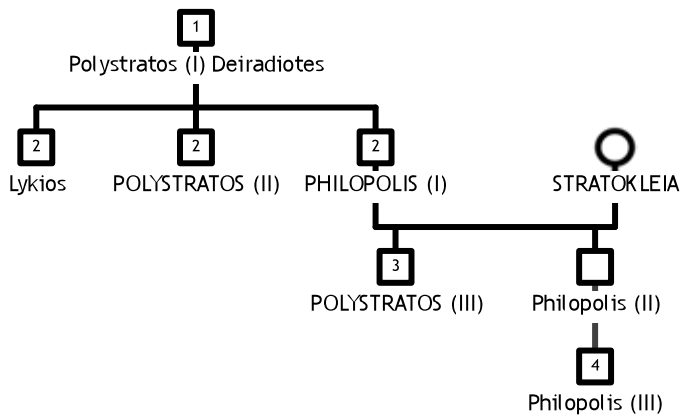 1
Polystratos (I) Deiradiotes
2 2 2
Lykios POLYSTRATOS (II) PHILOPOLIS (I) STRATOKLEIA
3
POLYSTRATOS (III) Philopolis (II)
4
Philopolis (III)